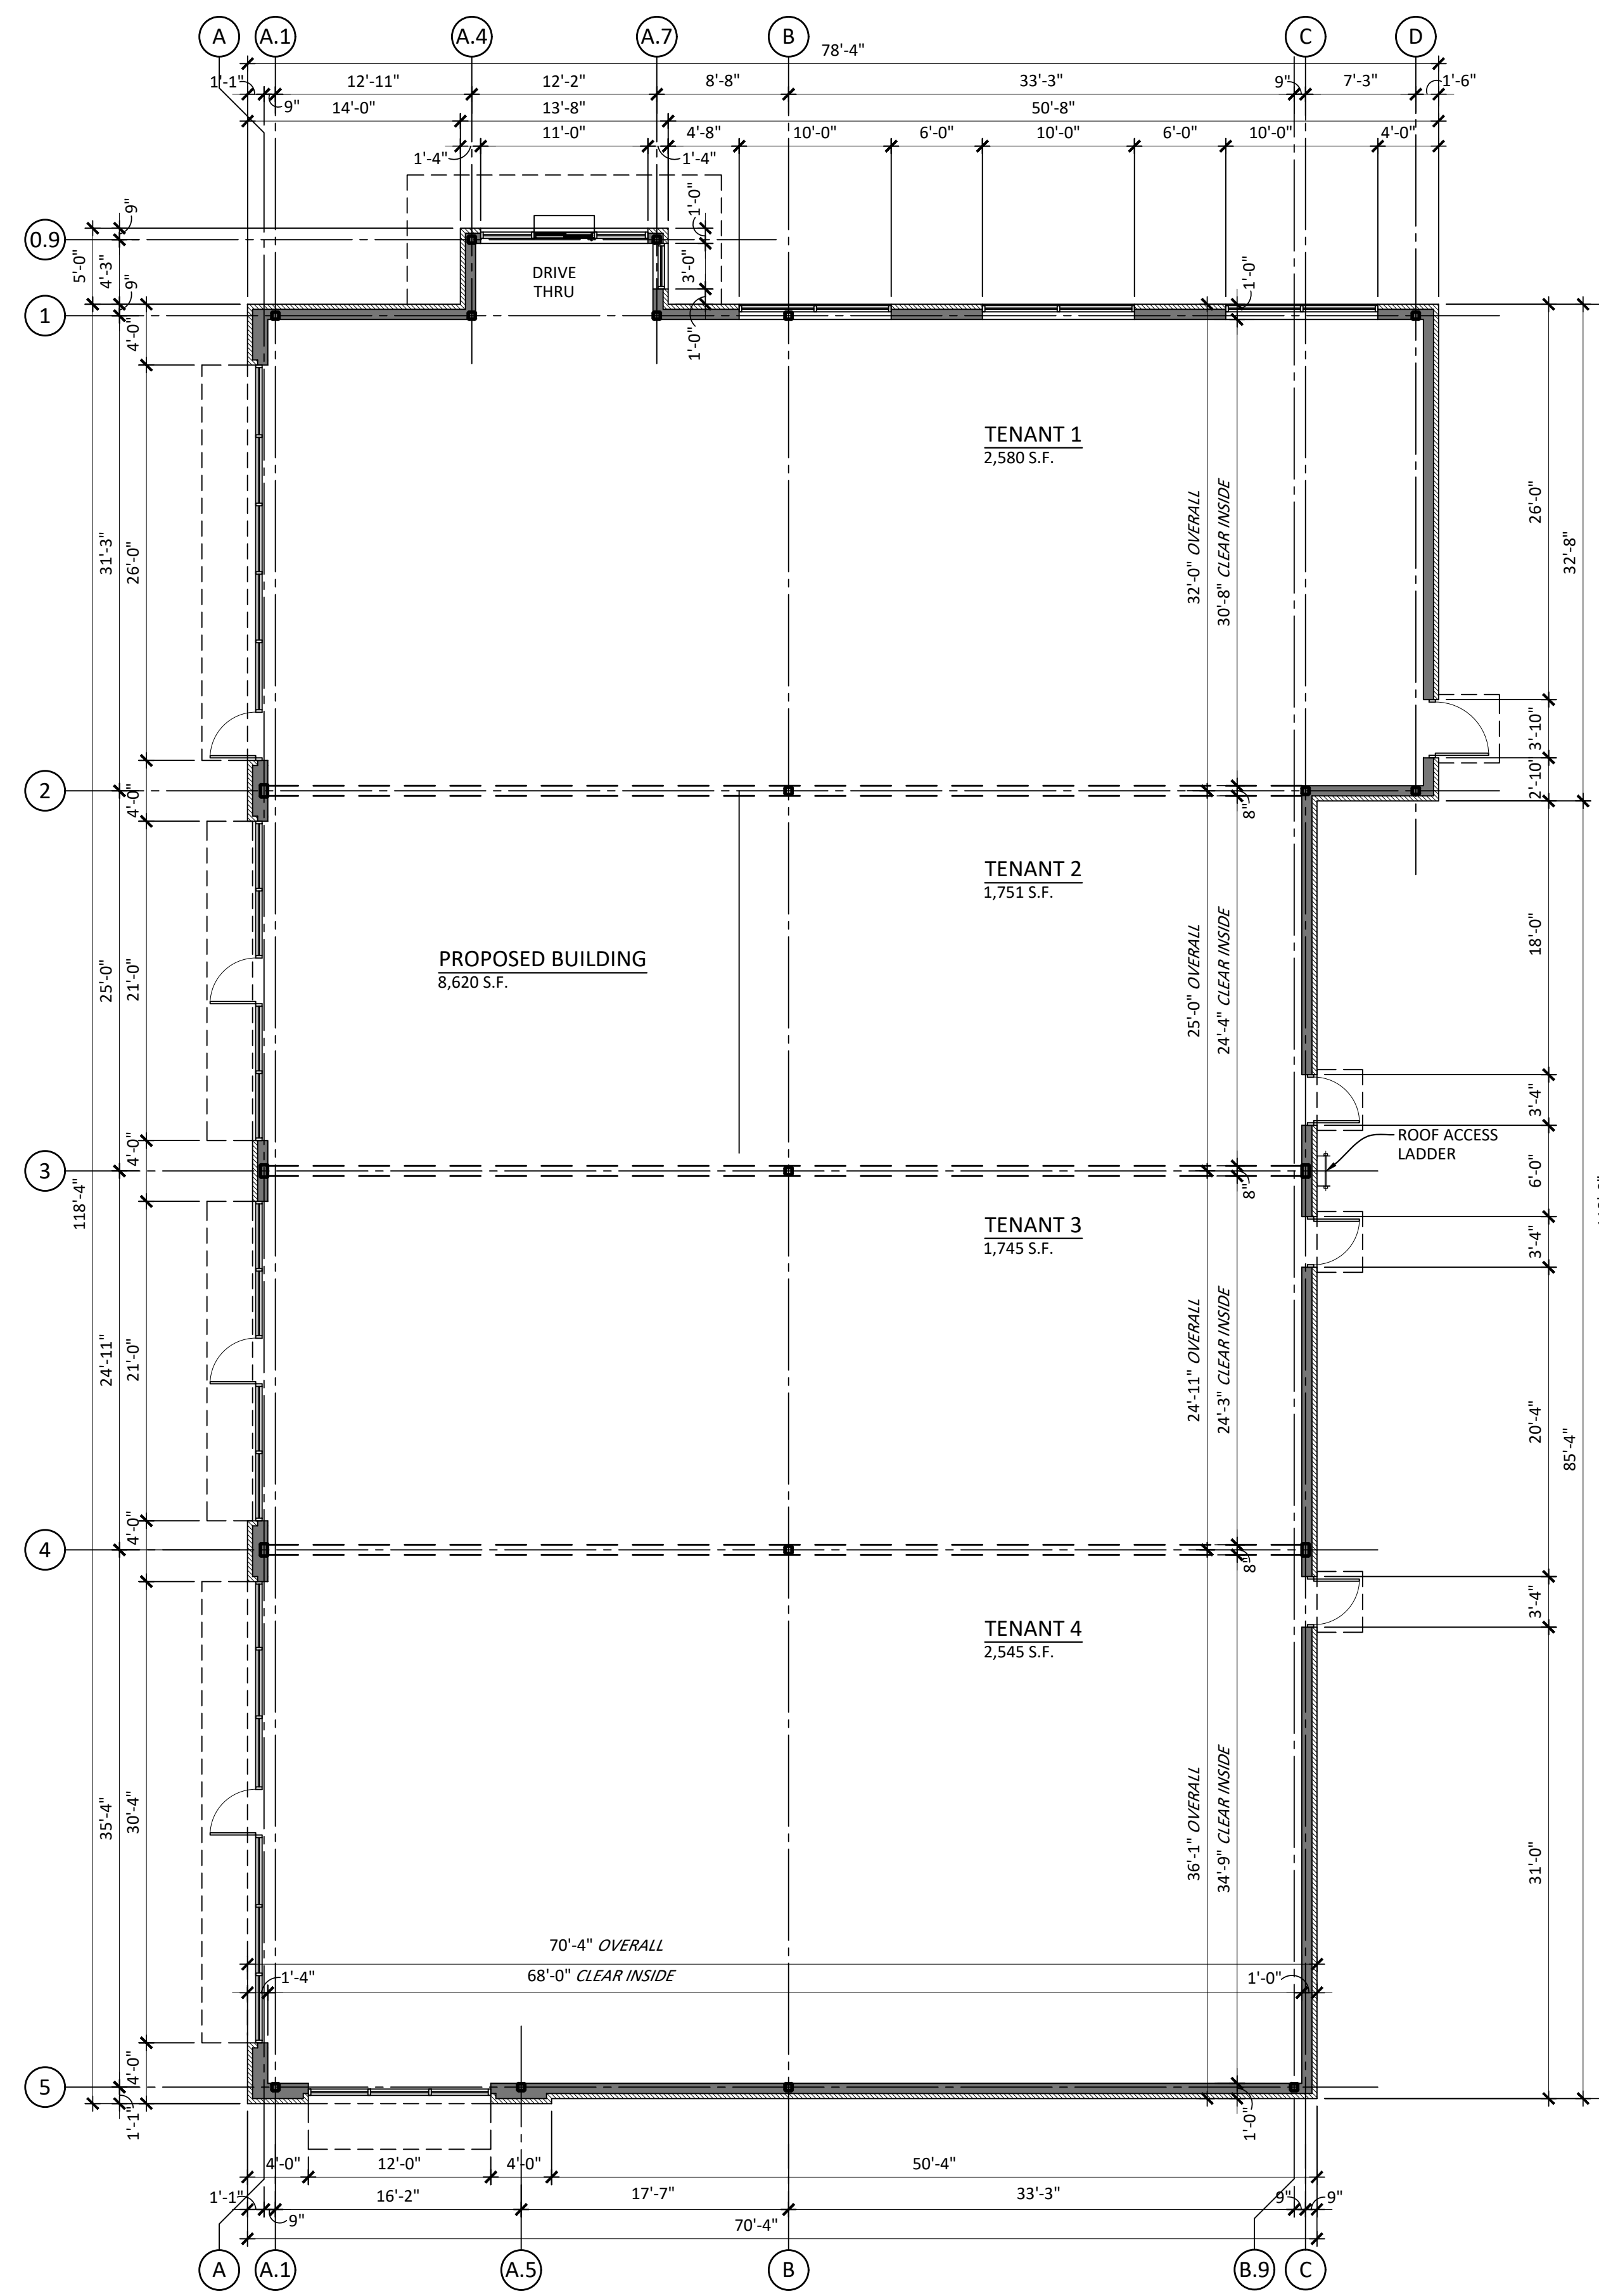 A
A.1
A.4
A.7
B
C
D
78'-4"
1'-1"
12'-11"
12'-2"
8'-8"
33'-3"
9"
7'-3"
1'-6"
9"
14'-0"
13'-8"
50'-8"
11'-0"
4'-8"
10'-0"
6'-0"
10'-0"
6'-0"
10'-0"
4'-0"
1'-4"
1'-4"
0.9
9"
5'-0"
4'-3"
9"
1'-0"
3'-0"
1'-0"
1'-0"
DRIVE
THRU
1
4'-0"
TENANT 1
2,580 S.F.
31'-3"
26'-0"
32'-0" OVERALL
30'-8" CLEAR INSIDE
26'-0"
32'-8"
3'-10"
2'-10"
2
4'-0"
8"
TENANT 2
1,751 S.F.
PROPOSED BUILDING
8,620 S.F.
25'-0"
21'-0"
25'-0" OVERALL
24'-4" CLEAR INSIDE
18'-0"
3'-4"
ROOF ACCESS
LADDER
3
4'-0"
118'-4"
8"
6'-0"
TENANT 3
1,745 S.F.
3'-4"
24'-11"
21'-0"
24'-11" OVERALL
24'-3" CLEAR INSIDE
20'-4"
85'-4"
4
4'-0"
8"
3'-4"
TENANT 4
2,545 S.F.
35'-4"
30'-4"
36'-1" OVERALL
34'-9" CLEAR INSIDE
31'-0"
70'-4" OVERALL
1'-4"
68'-0" CLEAR INSIDE
1'-0"
5
4'-0"
1'-1"
1'-0"
4'-0"
12'-0"
4'-0"
50'-4"
1'-1"
16'-2"
17'-7"
33'-3"
9"
9"
9"
70'-4"
A
A.1
A.5
B
B.9
C